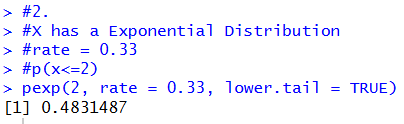 > #2.
> #X has a Exponential Distribution
> #rate = 0.33
> #p(x<=2)
> pexp(2, rate = 0.33, lower.tail = TRUE)
[1] 0.4831487